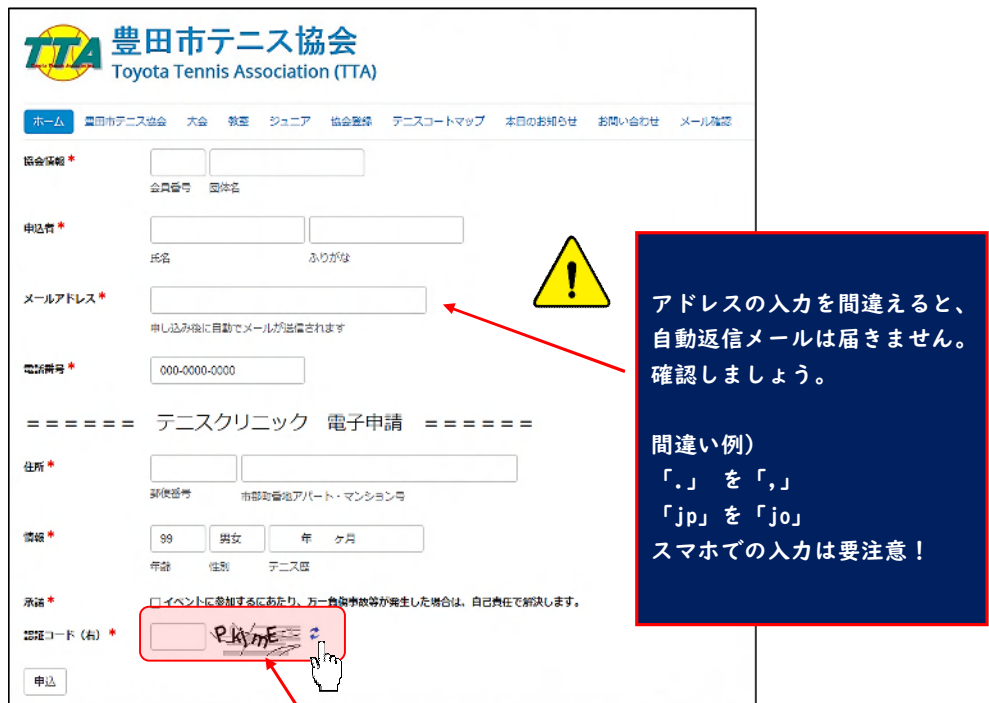 TTA
豊田市テニス協会
Toyota Tennis Association (TTA)
ホーム 豊田市テニス協会 大会 教室 ジュニア 協会登録 テニスコートマップ 本日のお知らせ お問い合わせ メール確認
協会情報 *
会員番号 団体名
申込者 *
氏名 ふりがな
メールアドレス *
申し込み後に自動でメールが送信されます
電話番号 * 000-0000-0000
====== テニスクリニック 電子申請 ======
住所 *
郵便番号 市郡町番地アパート・マンション号
情報 * 99 男女 年 ヶ月
年齢 性別 テニス歴
承諾 * イベントに参加するにあたり、万一負傷事故等が発生した場合は、自己責任で解決します。
認証コード（右） *
申込
アドレスの入力を間違えると、
自動返信メールは届きません。
確認しましょう。
間違い例）
「.」 を「,」
「jp」を「jo」
スマホでの入力は要注意！